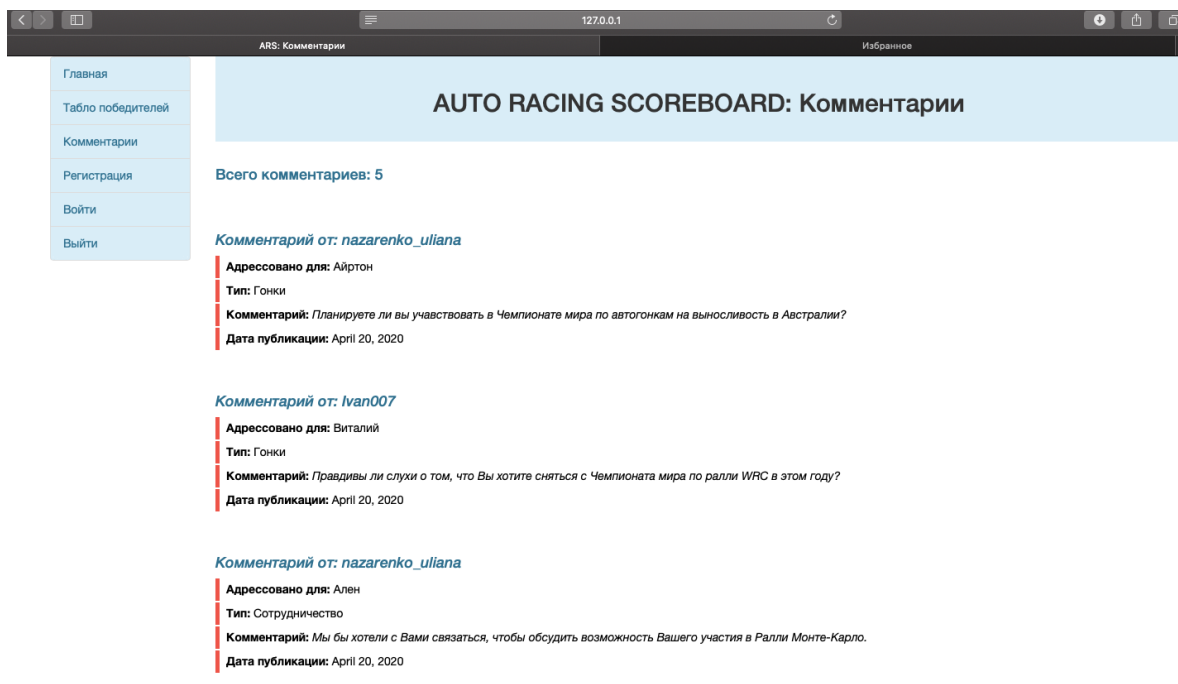 127.0.0.1
ARS: Комментарии
Избранное
Главная
Табло победителей
Комментарии
Регистрация
Войти
Выйти
AUTO RACING SCOREBOARD: Комментарии
Всего комментариев: 5
Комментарий от: nazarenko_uliana
Адрессовано для: Айртон
Тип: Гонки
Комментарий: Планируете ли вы учавствовать в Чемпионате мира по автогонкам на выносливость в Австралии?
Дата публикации: April 20, 2020
Комментарий от: Ivan007
Адрессовано для: Виталий
Тип: Гонки
Комментарий: Правдивы ли слухи о том, что Вы хотите сняться с Чемпионата мира по ралли WRC в этом году?
Дата публикации: April 20, 2020
Комментарий от: nazarenko_uliana
Адрессовано для: Ален
Тип: Сотрудничество
Комментарий: Мы бы хотели с Вами связаться, чтобы обсудить возможность Вашего участия в Ралли Монте-Карло.
Дата публикации: April 20, 2020